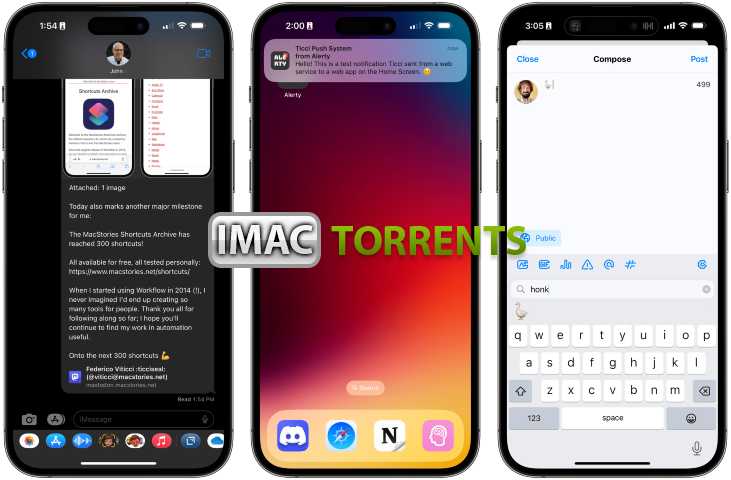 1:54
1
John
Shortcuts Archive
Attached: 1 image
Today also marks another major milestone
for me:
The MacStories Shortcuts Archive has
reached 300 shortcuts!
All available for free, all tested personally:
https://www.macstories.net/shortcuts/
When I started using Workflow in 2014 (!), I
never imagined I'd end up creating so
many tools for people. Thank you all for
following along so far; I hope you'll
continue to find my work in automation
useful.
Onto the next 300 shortcuts 💪
Federico Viticci :ticciseal:
(@viticci@macstories.net)
mastodon.macstories.net
Read 1:54 PM
iMessage
2:00
ALE
RTY
Ticci Push System
now
from Alerty
Hello! This is a test notification Ticci sent from a web
service to a web app on the Home Screen. 😊
Alerty
Search
3:05
Close
Compose
Post
499
Public
GIF
honk
q w e r t y u i o p
a s d f g h j k l
z x c v b n m
123
space
IMAC TORRENTS